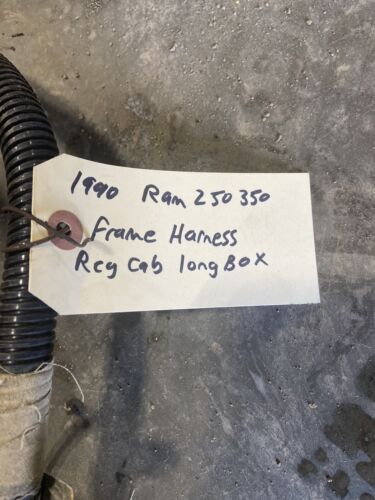 1990 Ram 250 350
Frame Harness
Reg Cab long Box